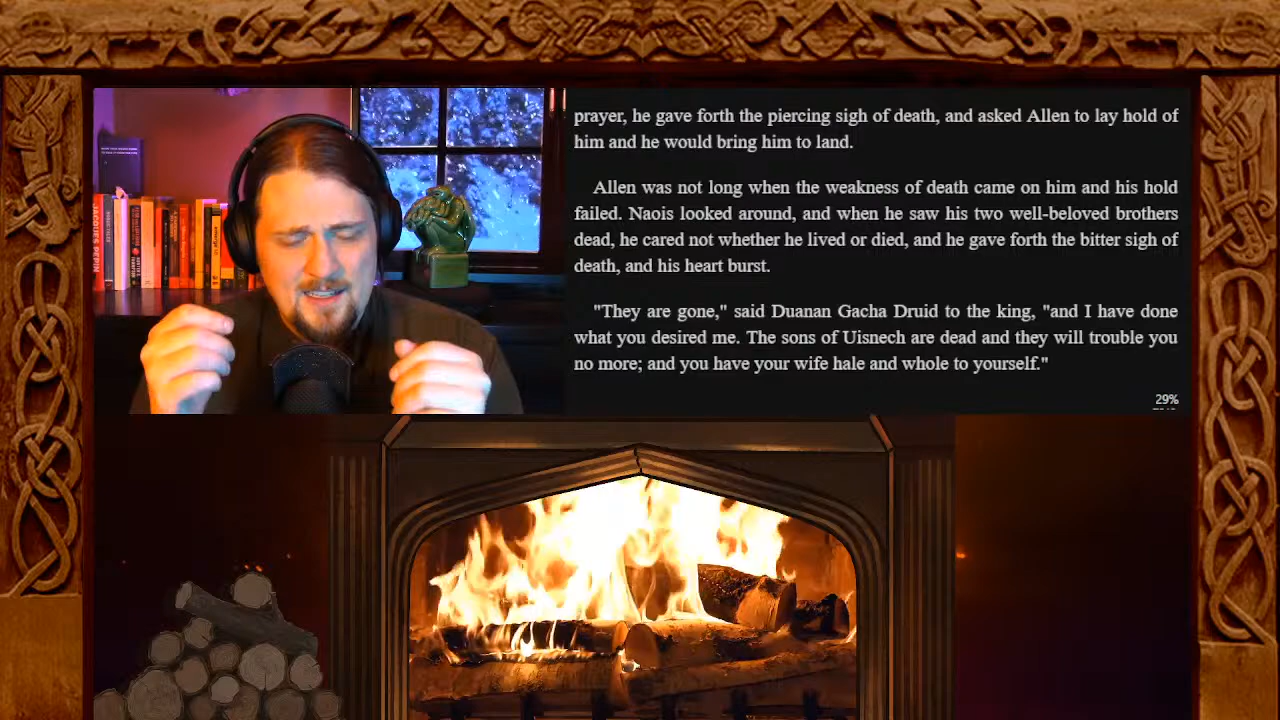 JACQUES PEPIN
prayer, he gave forth the piercing sigh of death, and asked Allen to lay hold of
him and he would bring him to land.
Allen was not long when the weakness of death came on him and his hold
failed. Naois looked around, and when he saw his two well-beloved brothers
dead, he cared not whether he lived or died, and he gave forth the bitter sigh of
death, and his heart burst.
"They are gone," said Duanan Gacha Druid to the king, "and I have done
what you desired me. The sons of Uisnech are dead and they will trouble you
no more; and you have your wife hale and whole to yourself."
29%